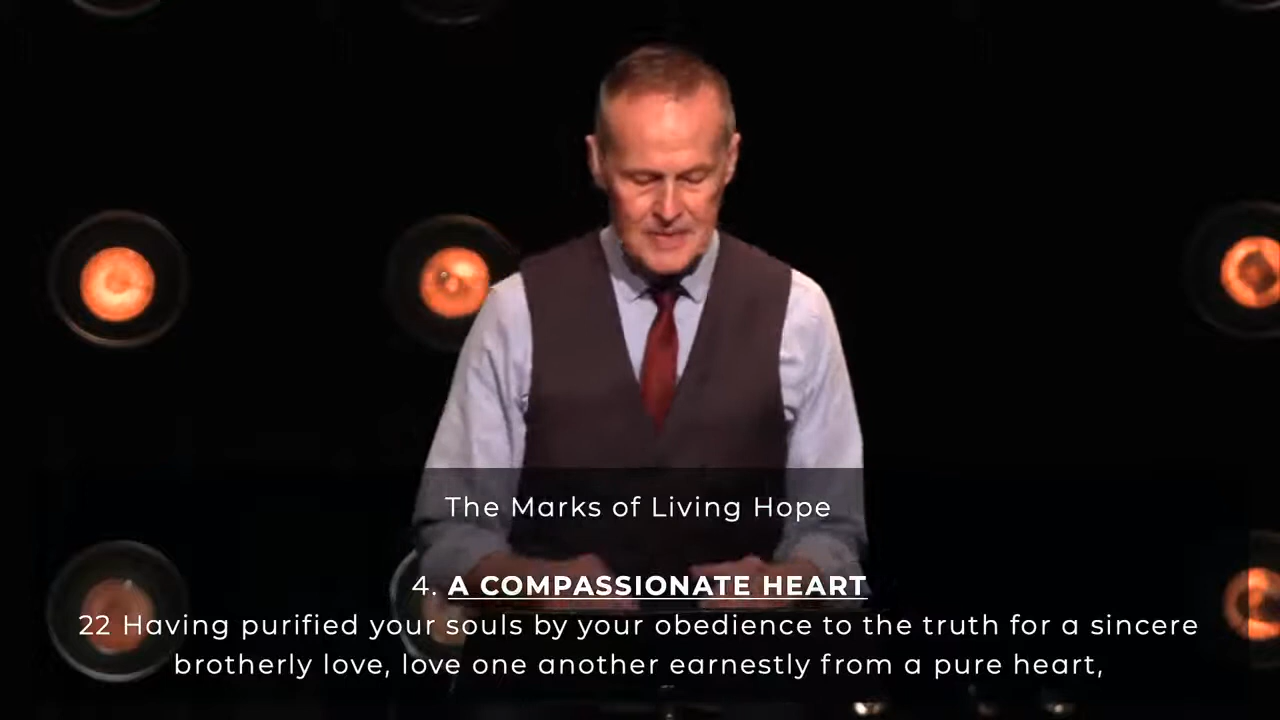 The Marks of Living Hope
4. A COMPASSIONATE HEART
22 Having purified your souls by your obedience to the truth for a sincere
brotherly love, love one another earnestly from a pure heart,